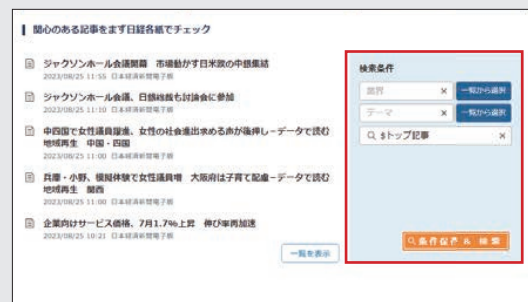 関心のある記事をまず日経各紙でチェック
ジャクソンホール会議開幕 市場動かす日米欧の中銀集結
2023/08/25 11:55 日本経済新聞電子版
ジャクソンホール会議、日銀総裁も討論会に参加
2023/08/25 11:10 日本経済新聞電子版
中四国で女性議員躍進、女性の社会進出求める声が後押し−データで読む
地域再生 中国・四国
2023/08/25 11:00 日本経済新聞電子版
兵庫・小野、模擬体験で女性議員増 大阪府は子育て配慮−データで読む
地域再生 関西
2023/08/25 11:00 日本経済新聞電子版
企業向けサービス価格、7月1.7%上昇 伸び率再加速
2023/08/25 10:21 日本経済新聞電子版
一覧を表示
検索条件
業界 × 一覧から選択
テーマ × 一覧から選択
$トップ記事 ×
条件保存 & 検索